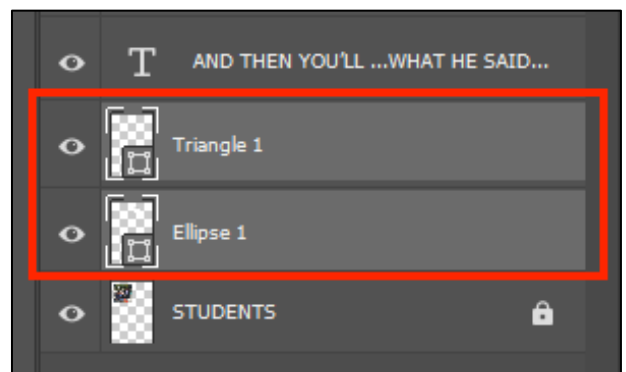 T AND THEN YOU'LL ...WHAT HE SAID...
Triangle 1
Ellipse 1
STUDENTS